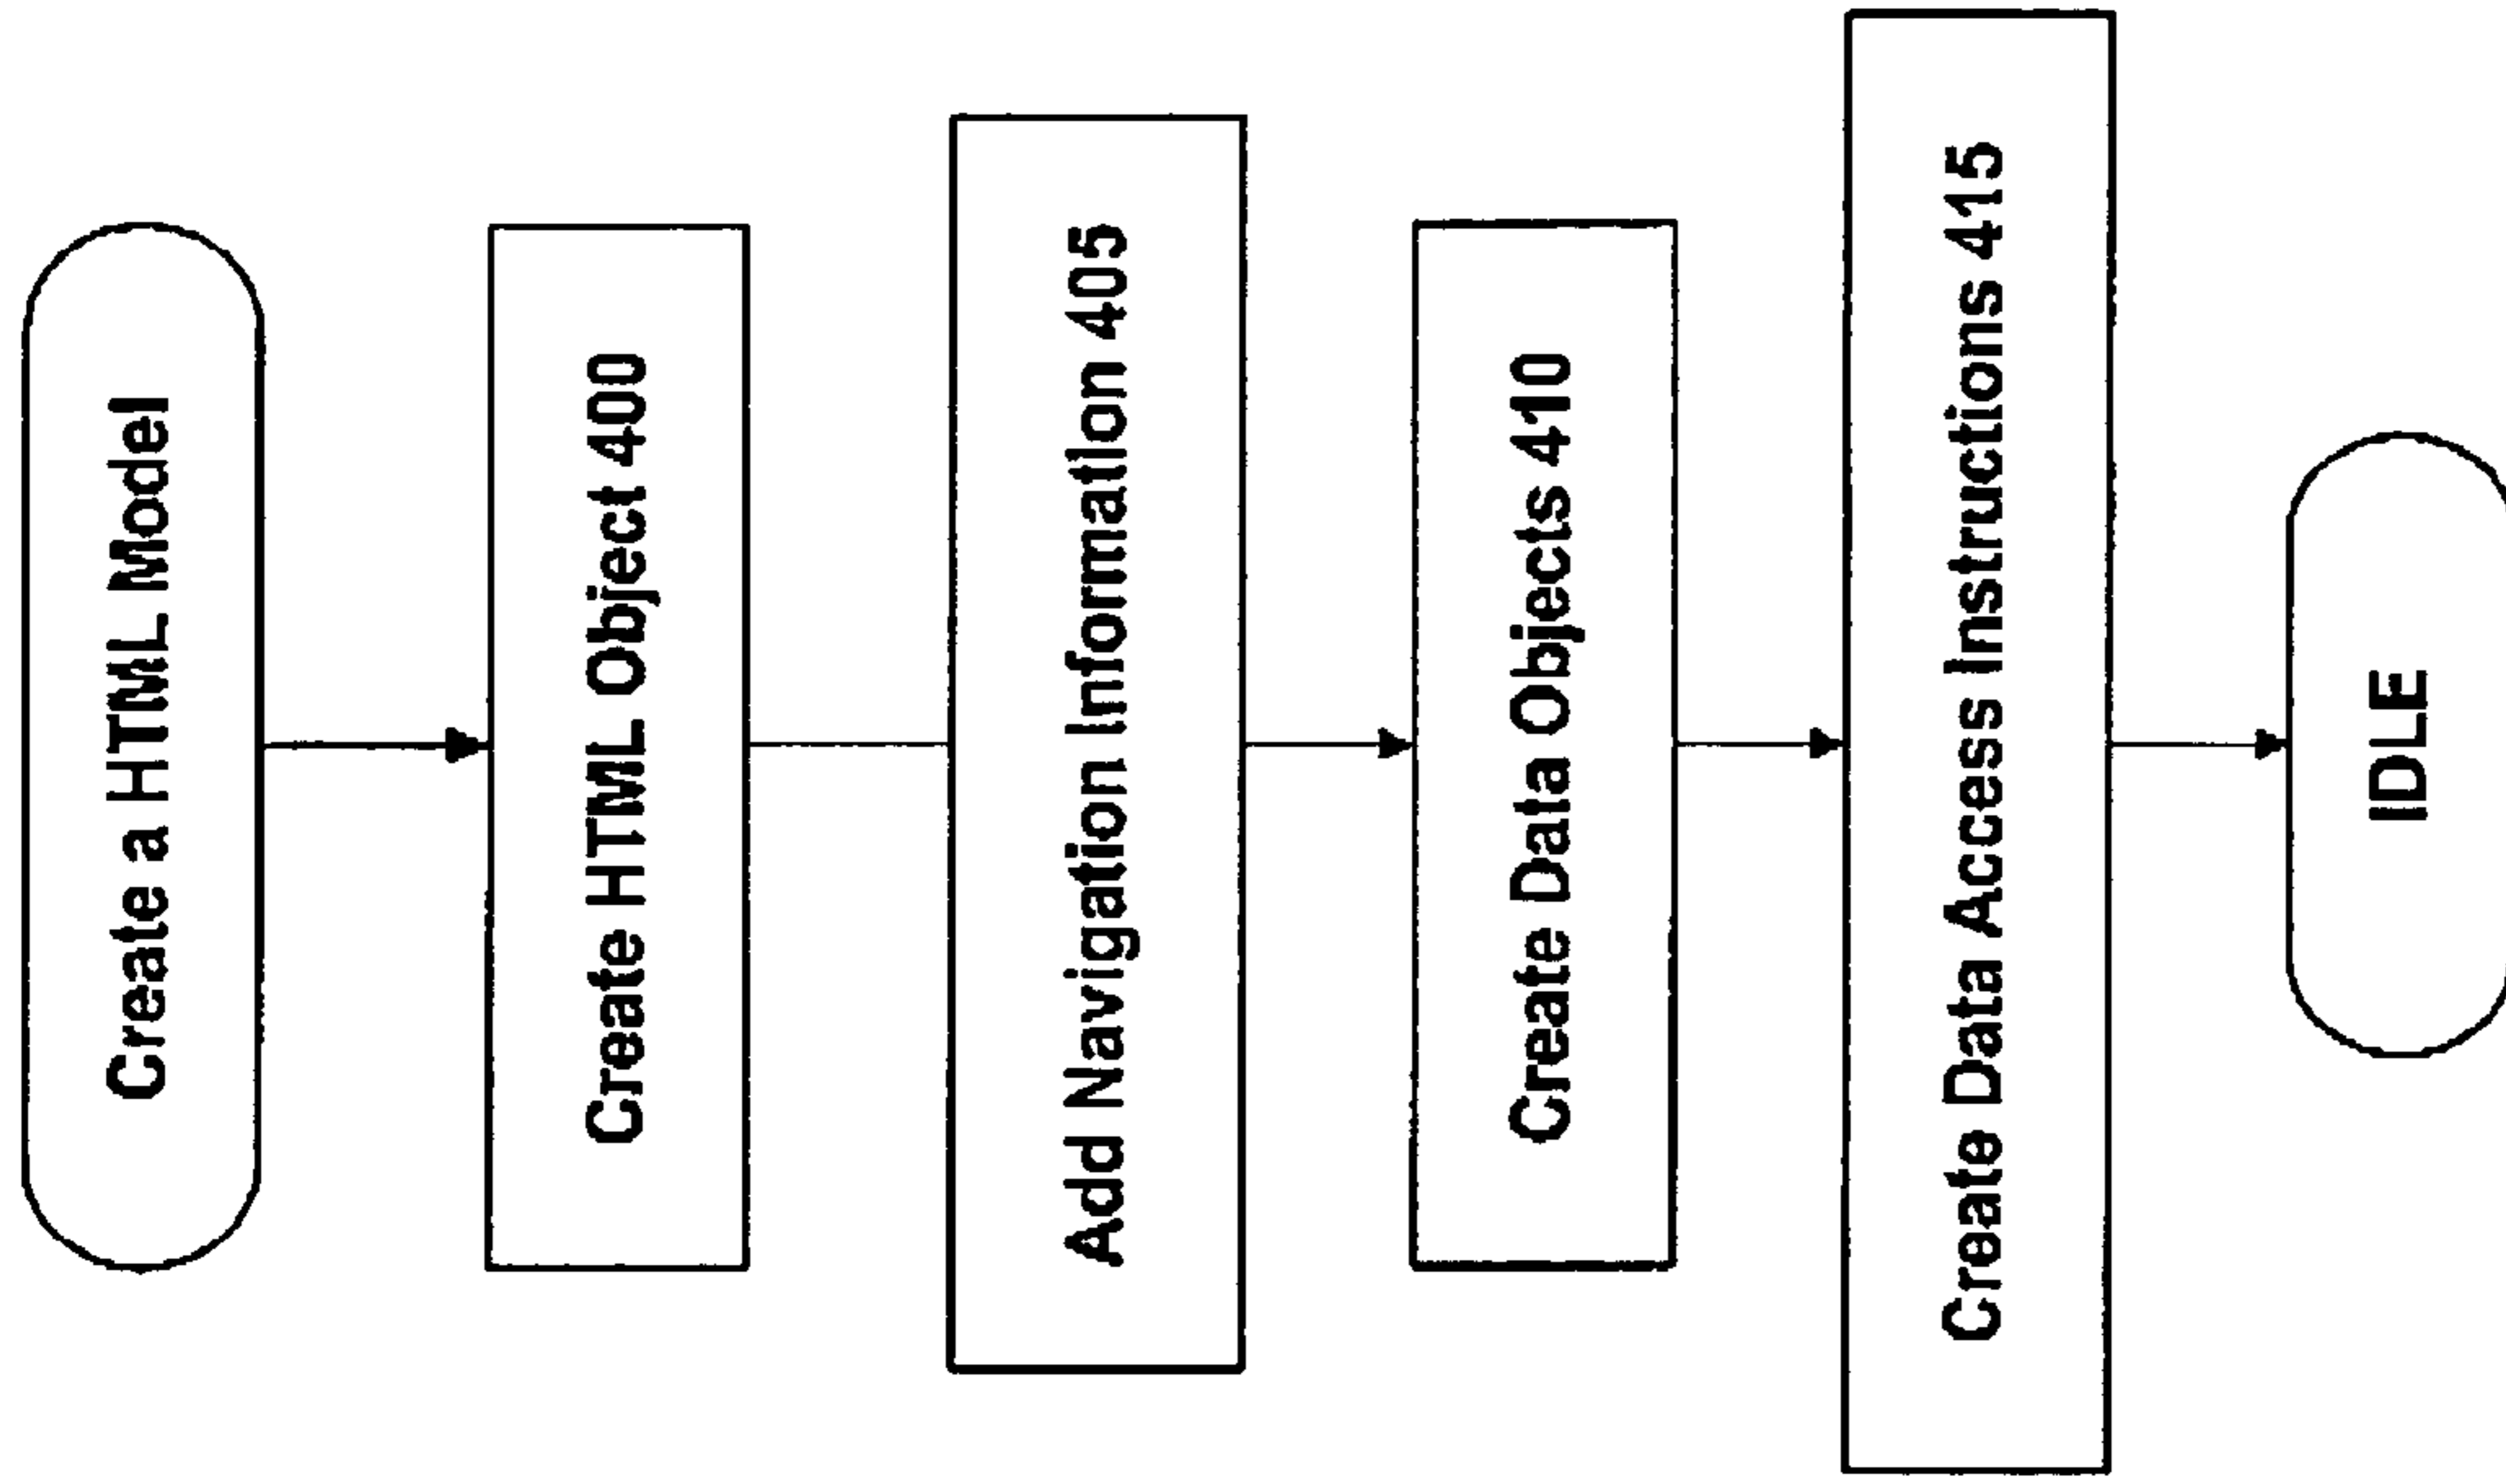 Create a HTML Model
Create HTML Object 400
Add Navigation Information 405
Create Data Objects 410
Create Data Access Instructions 415
IDLE